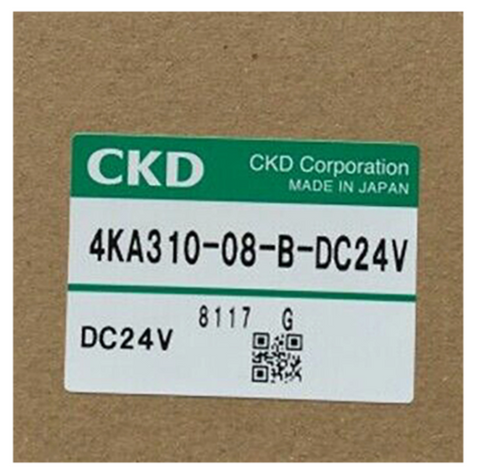 CKD
CKD Corporation
MADE IN JAPAN
4KA310-08-B-DC24V
8117 G
DC24V